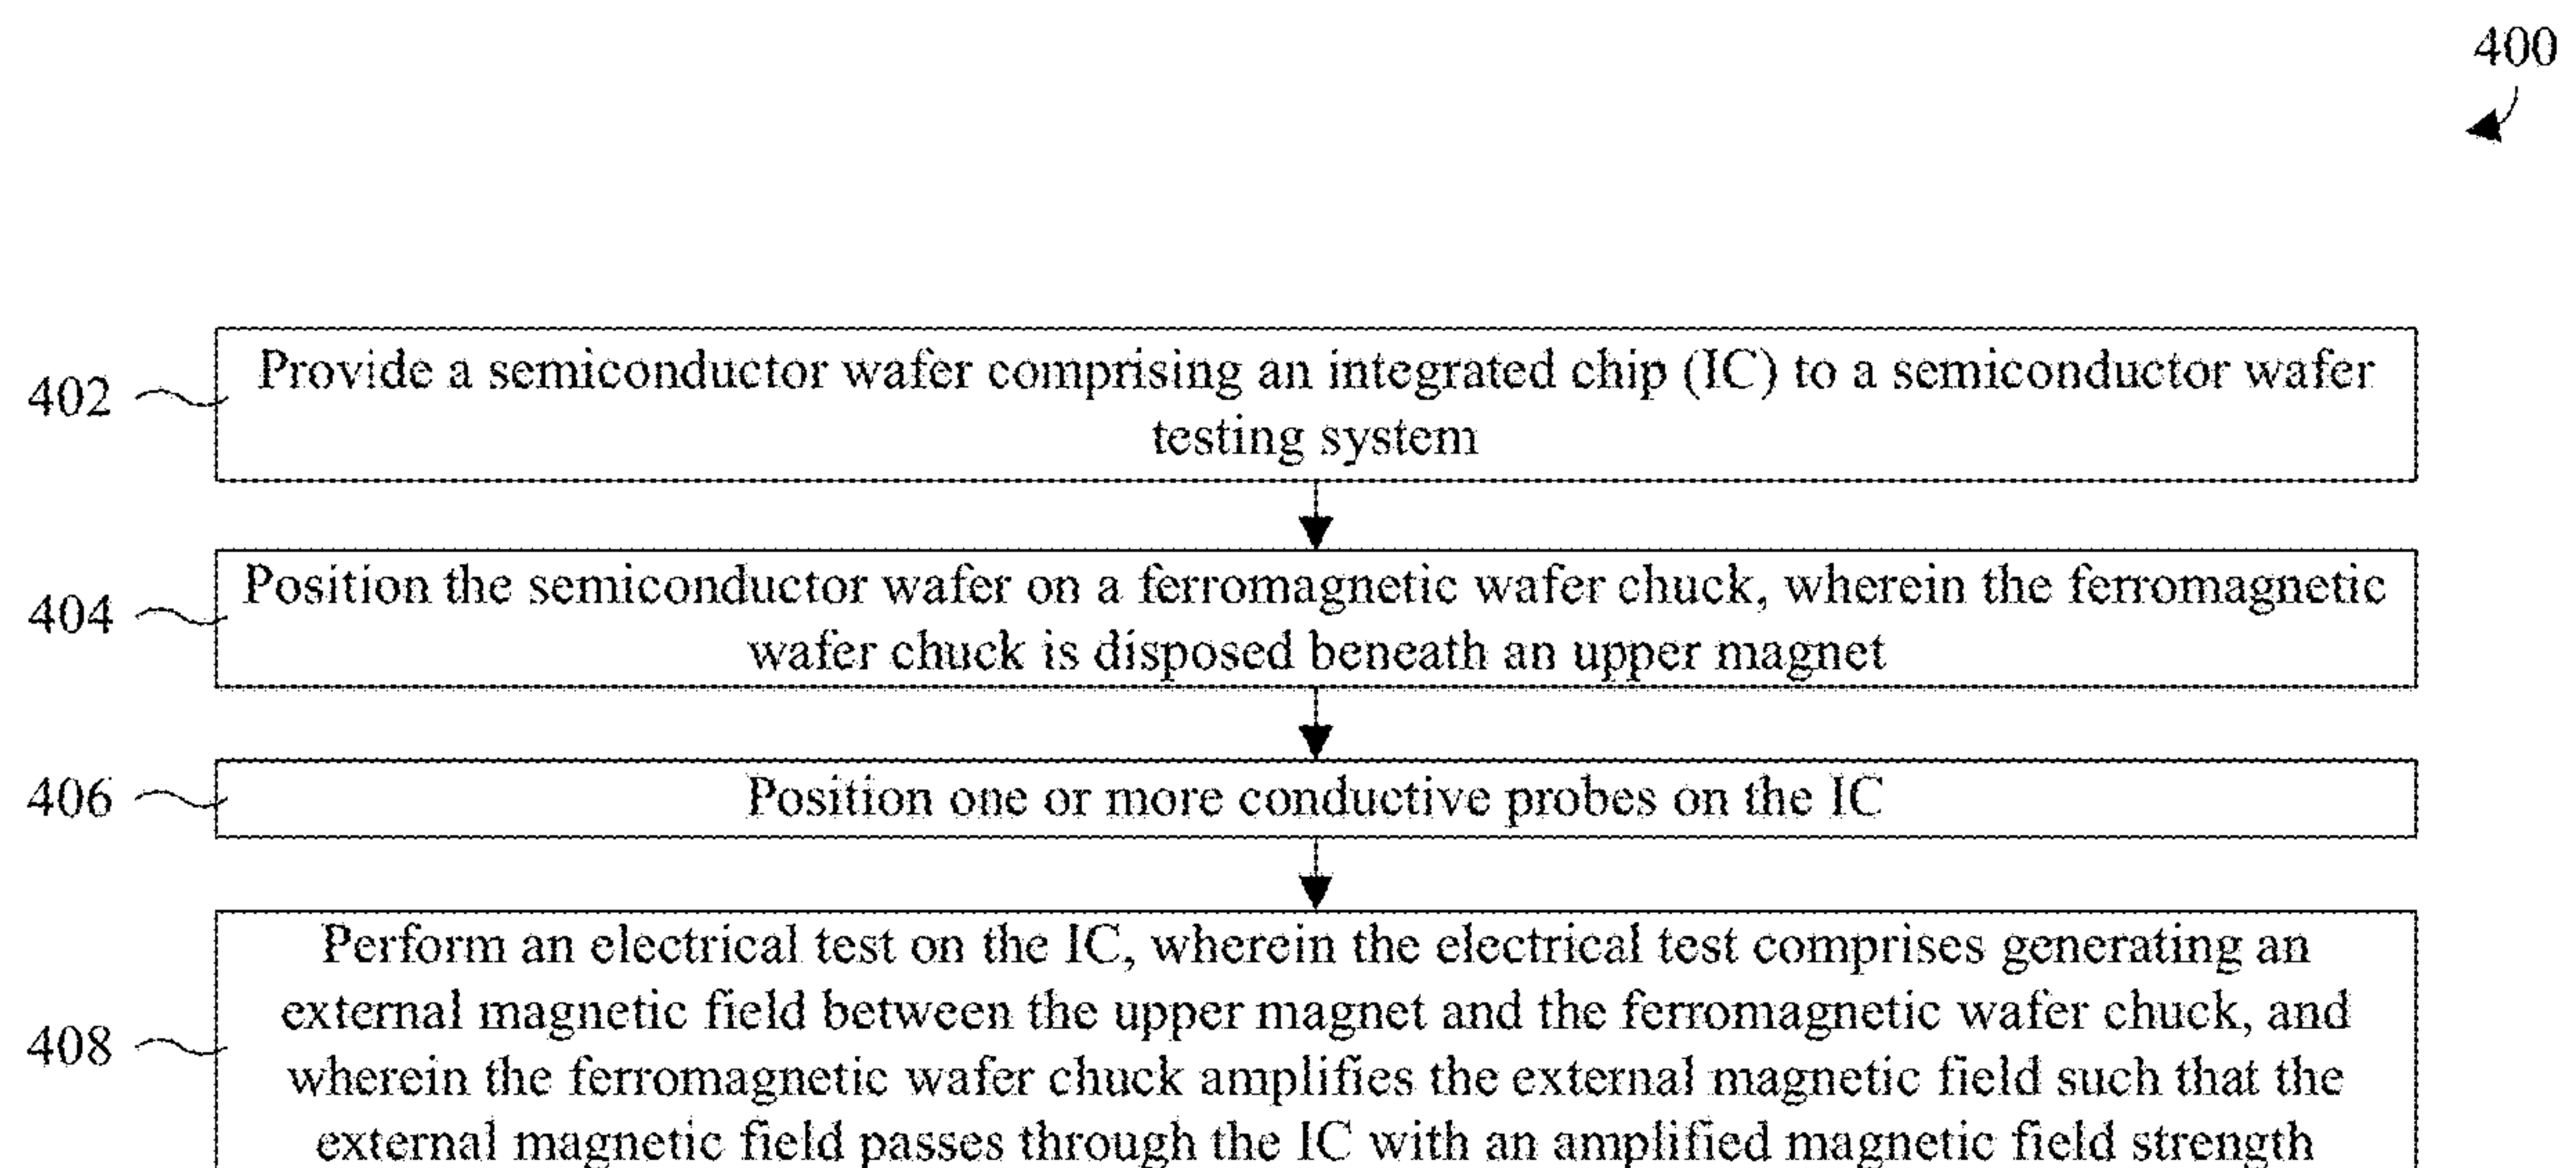 400
402
Provide a semiconductor wafer comprising an integrated chip (IC) to a semiconductor wafer
testing system
404
Position the semiconductor wafer on a ferromagnetic wafer chuck, wherein the ferromagnetic
wafer chuck is disposed beneath an upper magnet
406
Position one or more conductive probes on the IC
408
Perform an electrical test on the IC, wherein the electrical test comprises generating an
external magnetic field between the upper magnet and the ferromagnetic wafer chuck, and
wherein the ferromagnetic wafer chuck amplifies the external magnetic field such that the
external magnetic field passes through the IC with an amplified magnetic field strength